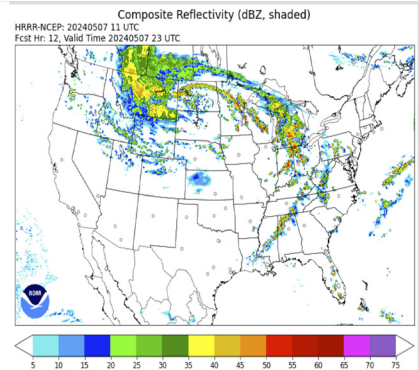 Composite Reflectivity (dBZ, shaded)
HRRR-NCEP: 20240507 11 UTC
Fcst Hr: 12, Valid Time 20240507 23 UTC
NOAA
5 10 15 20 25 30 35 40 45 50 55 60 65 70 75